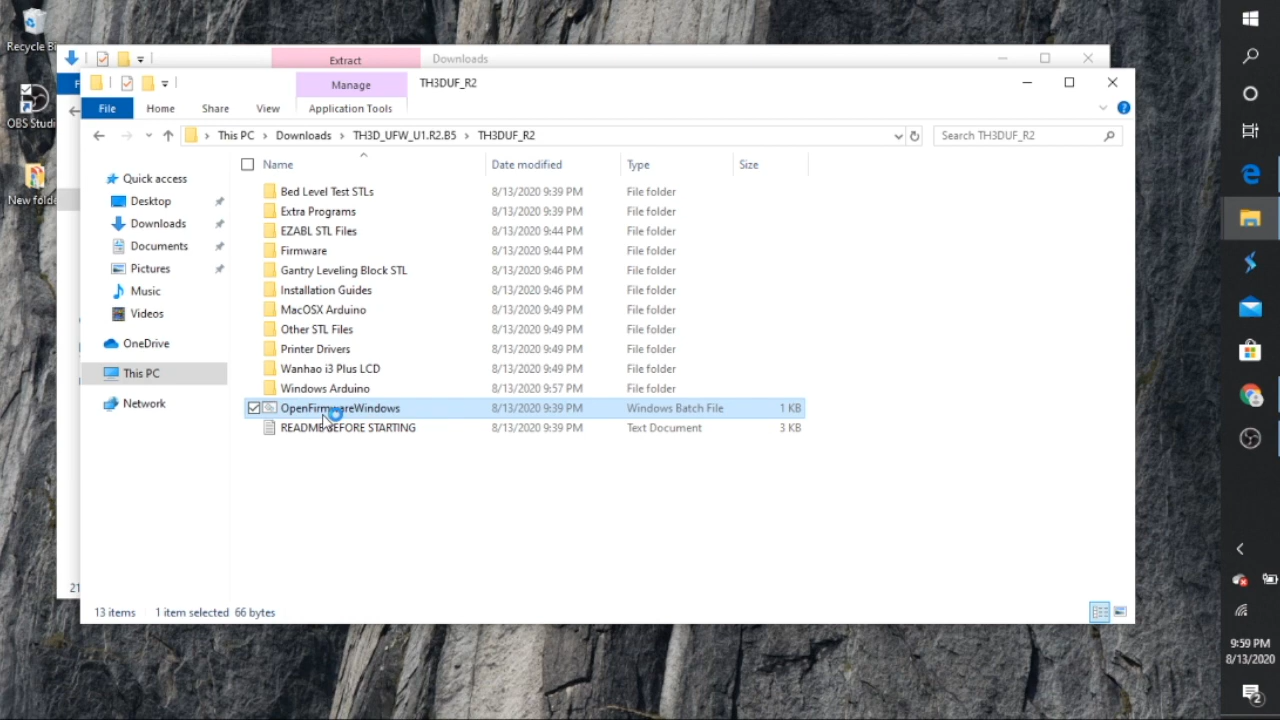 Recycle Bi
OBS Studi
New folde
Extract
Downloads
Manage
TH3DUF_R2
File
Home
Share
View
Application Tools
This PC > Downloads > TH3D_UFW_U1.R2.B5 > TH3DUF_R2
Search TH3DUF_R2
Name Date modified Type Size
Quick access
Desktop
Downloads
Documents
Pictures
Music
Videos
OneDrive
This PC
Network
Bed Level Test STLs 8/13/2020 9:39 PM File folder
Extra Programs 8/13/2020 9:39 PM File folder
EZABL STL Files 8/13/2020 9:44 PM File folder
Firmware 8/13/2020 9:44 PM File folder
Gantry Leveling Block STL 8/13/2020 9:46 PM File folder
Installation Guides 8/13/2020 9:46 PM File folder
MacOSX Arduino 8/13/2020 9:49 PM File folder
Other STL Files 8/13/2020 9:49 PM File folder
Printer Drivers 8/13/2020 9:49 PM File folder
Wanhao i3 Plus LCD 8/13/2020 9:49 PM File folder
Windows Arduino 8/13/2020 9:57 PM File folder
OpenFirmwareWindows 8/13/2020 9:39 PM Windows Batch File 1 KB
README BEFORE STARTING 8/13/2020 9:39 PM Text Document 3 KB
21
13 items 1 item selected 66 bytes
9:59 PM
8/13/2020
2